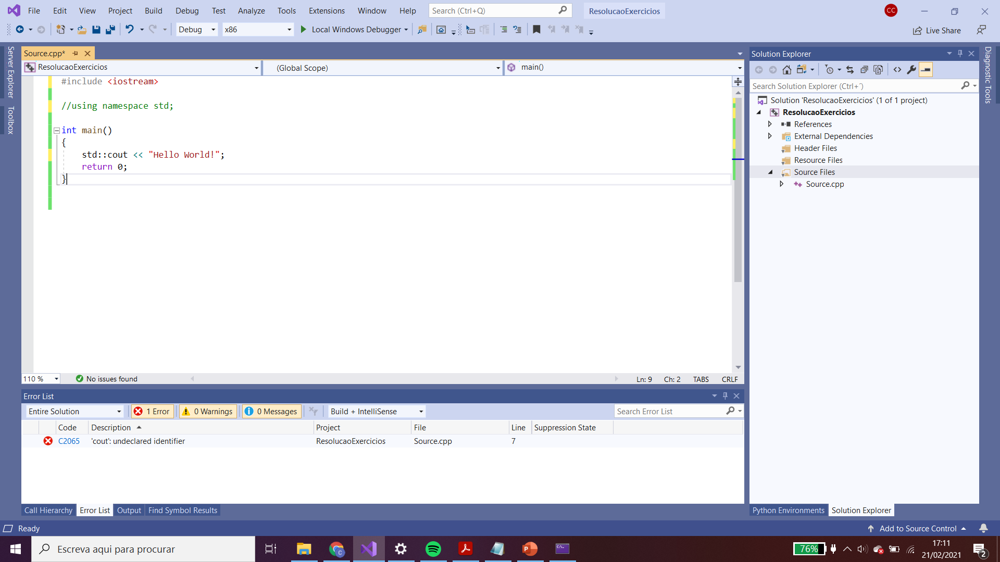 File Edit View Project Build Debug Test Analyze Tools Extensions Window Help Search (Ctrl+Q) ResolucaoExercicios CC
Debug x86 Local Windows Debugger Live Share
Server Explorer
Toolbox
Source.cpp*
ResolucaoExercicios (Global Scope) main()
#include <iostream>
//using namespace std;
int main()
{
std::cout << "Hello World!";
return 0;
}
110 % No issues found Ln: 9 Ch: 2 TABS CRLF
Error List
Entire Solution 1 Error 0 Warnings 0 Messages Build + IntelliSense Search Error List
Code Description Project File Line Suppression State
C2065 'cout': undeclared identifier ResolucaoExercicios Source.cpp 7
Call Hierarchy Error List Output Find Symbol Results
Solution Explorer
Search Solution Explorer (Ctrl+´)
Solution 'ResolucaoExercicios' (1 of 1 project)
ResolucaoExercicios
References
External Dependencies
Header Files
Resource Files
Source Files
Source.cpp
Python Environments Solution Explorer
Diagnostic Tools
Ready Add to Source Control
Escreva aqui para procurar 76% 17:11
21/02/2021 2